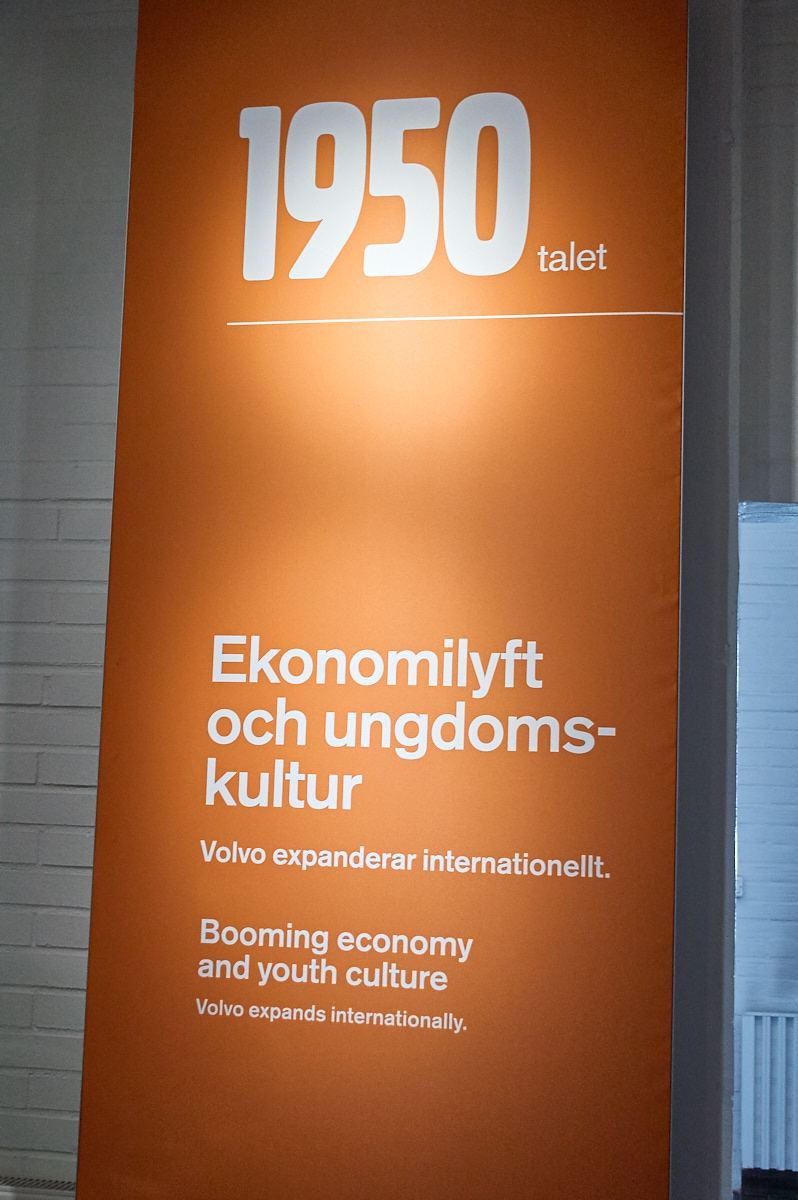 1950 talet
Ekonomilyft
och ungdoms-
kultur
Volvo expanderar internationellt.
Booming economy
and youth culture
Volvo expands internationally.